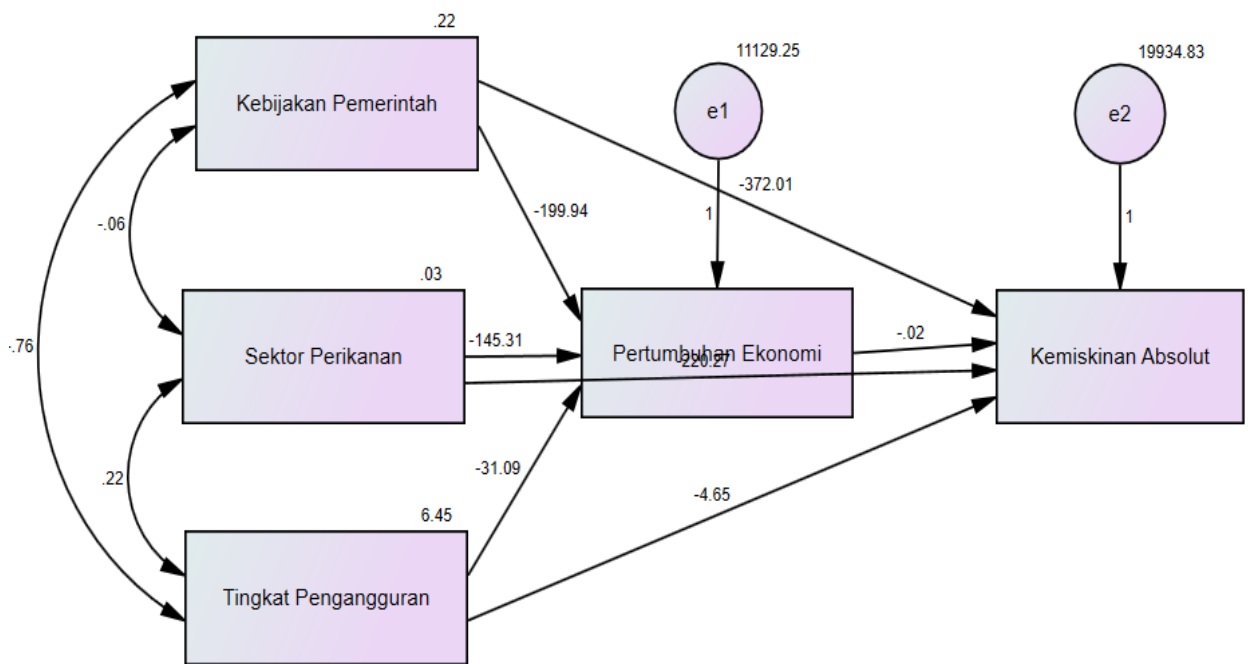 .22
11129.25
19934.83
Kebijakan Pemerintah
e1
e2
-372.01
-199.94
1
1
-.06
.03
-.76
Sektor Perikanan
-145.31
Pertumbuhan Ekonomi
-.02
-220.27
Kemiskinan Absolut
.22
-31.09
-4.65
6.45
Tingkat Pengangguran